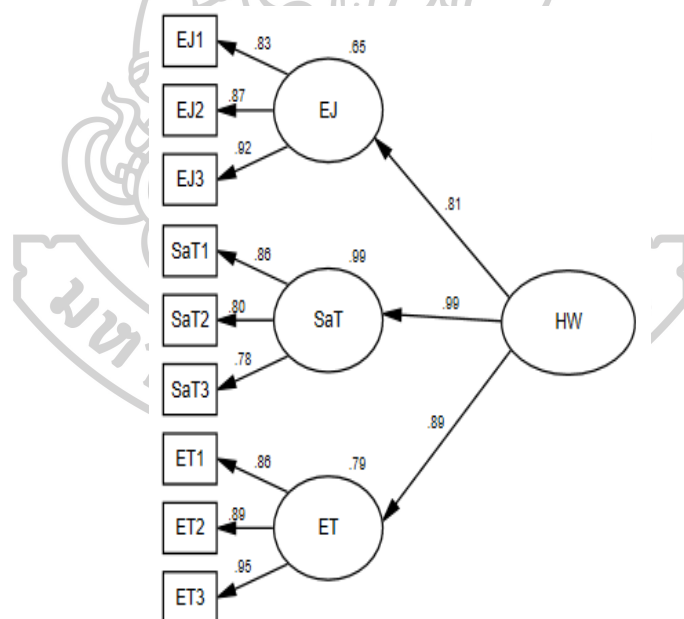 EJ1
.83
.65
EJ2
.87
EJ
EJ3
.92
.81
SaT1
.86
.99
SaT2
.80
SaT
.99
HW
SaT3
.78
.89
ET1
.86
.79
ET2
.89
ET
ET3
.95